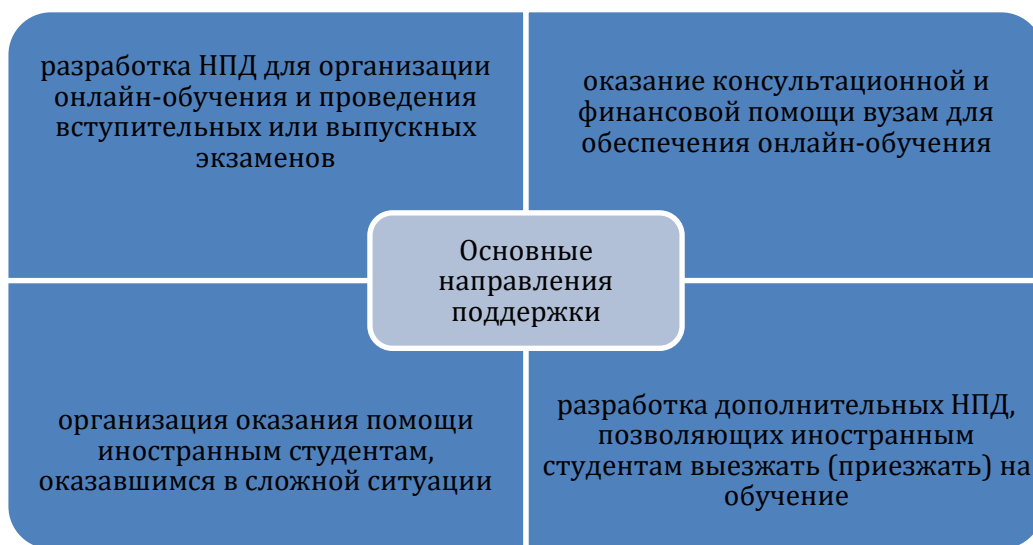 разработка НПД для организации
онлайн-обучения и проведения
вступительных или выпускных
экзаменов
оказание консультационной и
финансовой помощи вузам для
обеспечения онлайн-обучения
Основные
направления
поддержки
организация оказания помощи
иностранным студентам,
оказавшимся в сложной ситуации
разработка дополнительных НПД,
позволяющих иностранным
студентам выезжать (приезжать) на
обучение